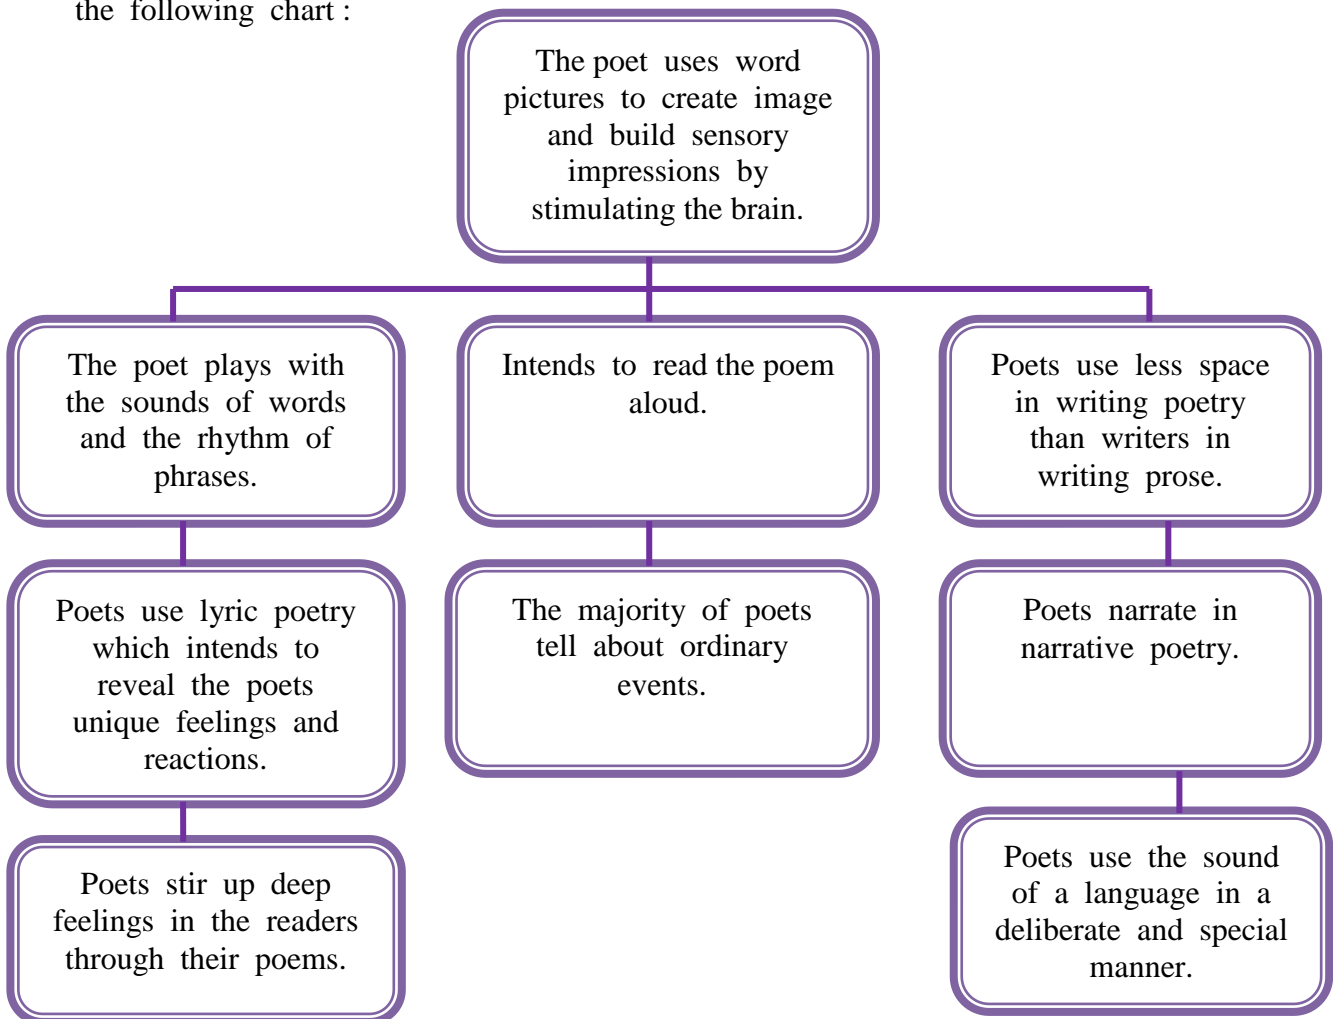 the following chart :
The poet uses word
pictures to create image
and build sensory
impressions by
stimulating the brain.
The poet plays with
the sounds of words
and the rhythm of
phrases.
Intends to read the poem
aloud.
Poets use less space
in writing poetry
than writers in
writing prose.
Poets use lyric poetry
which intends to
reveal the poets
unique feelings and
reactions.
The majority of poets
tell about ordinary
events.
Poets narrate in
narrative poetry.
Poets stir up deep
feelings in the readers
through their poems.
Poets use the sound
of a language in a
deliberate and special
manner.